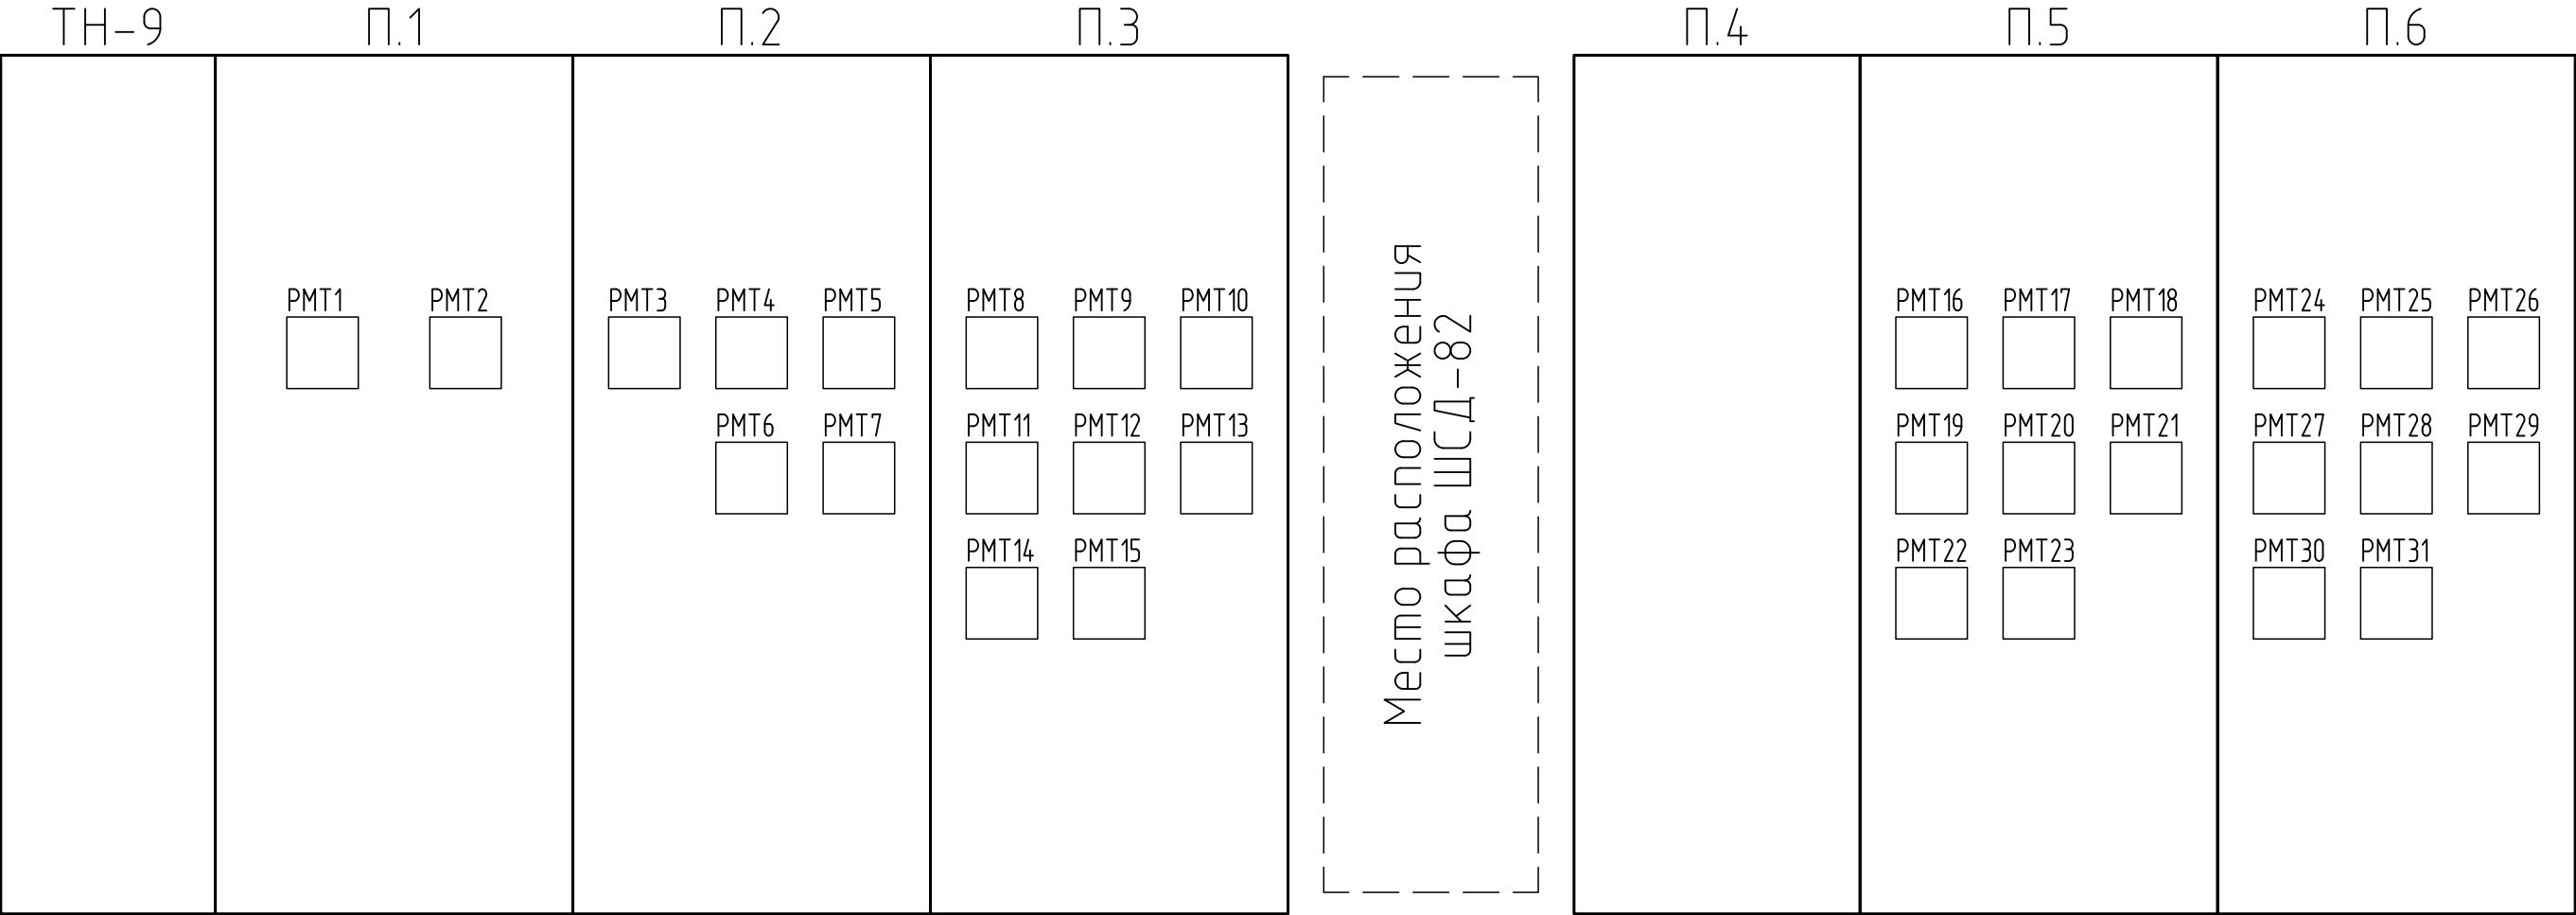 ТН-9 П.1 П.2 П.3 П.4 П.5 П.6
РМТ1 РМТ2 РМТ3 РМТ4 РМТ5 РМТ8 РМТ9 РМТ10 РМТ16 РМТ17 РМТ18 РМТ24 РМТ25 РМТ26
РМТ6 РМТ7 РМТ11 РМТ12 РМТ13 РМТ19 РМТ20 РМТ21 РМТ27 РМТ28 РМТ29
РМТ14 РМТ15 РМТ22 РМТ23 РМТ30 РМТ31
Место расположения
шкафа ШСД-82